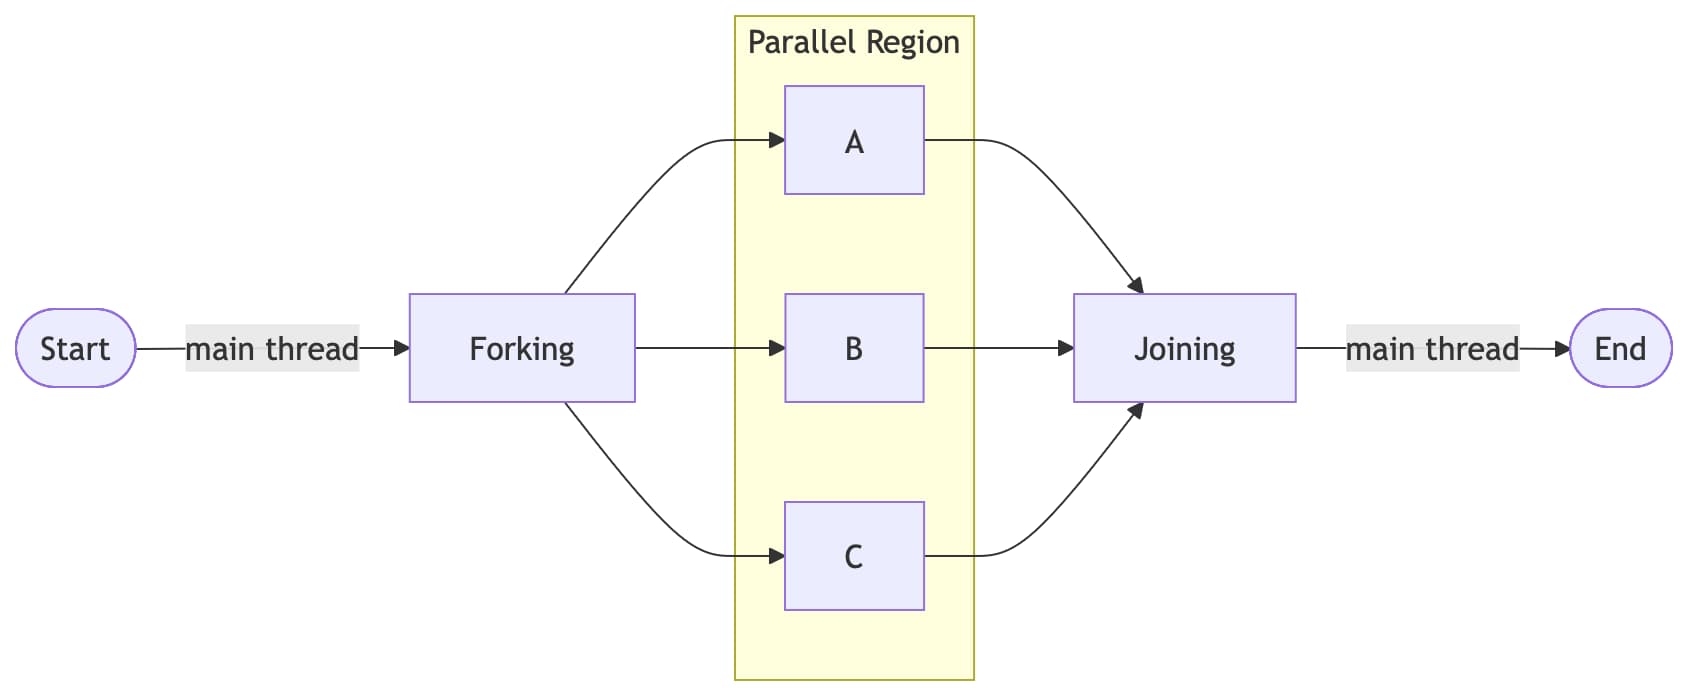 Parallel Region
A
Start
main thread
Forking
B
Joining
main thread
End
C